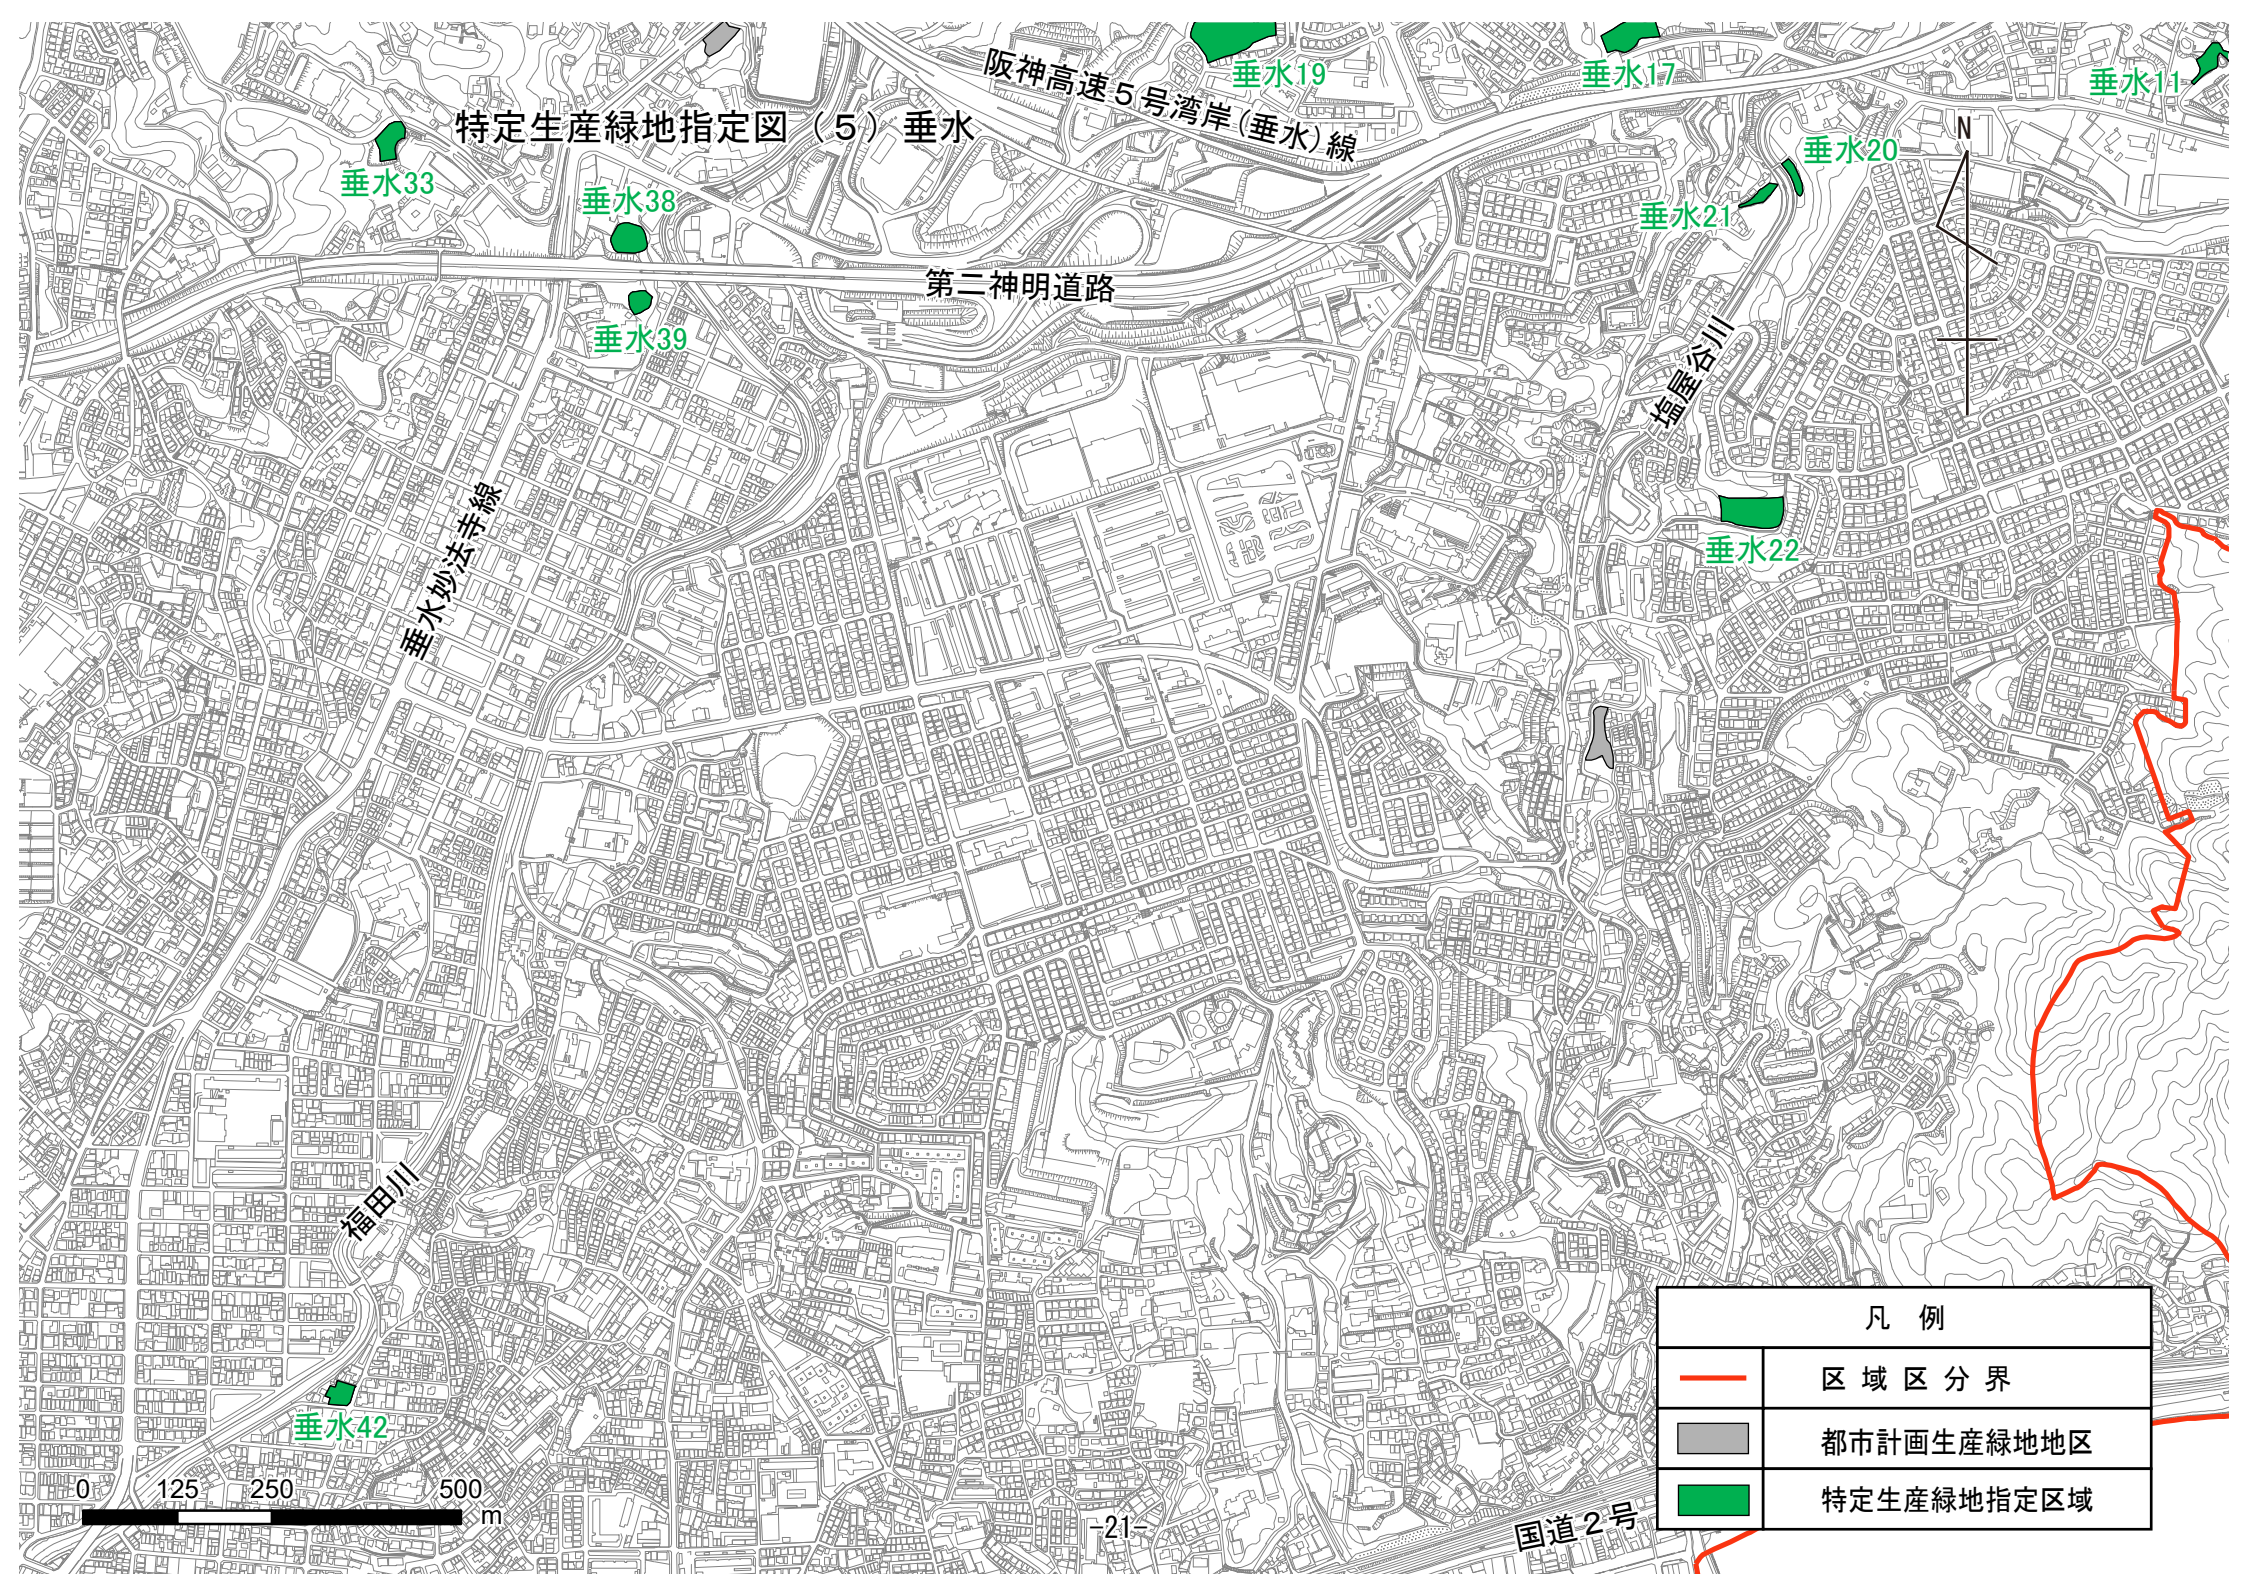 垂水19
垂水17
垂水11
阪神高速５号湾岸(垂水)線
特定生産緑地指定図（５）垂水
N
垂水20
垂水33
垂水38
垂水21
第二神明道路
垂水39
塩屋谷川
垂水妙法寺線
垂水22
福田川
垂水42
0 125 250 500
m
-21-
国道２号
凡 例
区 域 区 分 界
都市計画生産緑地地区
特定生産緑地指定区域